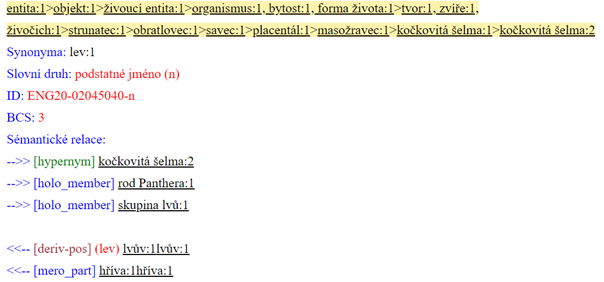 entita:1>objekt:1>živoucí entita:1>organismus:1, bytost:1, forma života:1>tvor:1, zvíře:1,
živočich:1>strunatec:1>obratlovec:1>savec:1>placentál:1>masožravec:1>kočkovitá šelma:1>kočkovitá šelma:2
Synonyma: lev:1
Slovní druh: podstatné jméno (n)
ID: ENG20-02045040-n
BCS: 3
Sémantické relace:
-->> [hypernym] kočkovitá šelma:2
-->> [holo_member] rod Panthera:1
-->> [holo_member] skupina lvů:1
<<-- [deriv-pos] (lev) lvův:1lvův:1
<<-- [mero_part] hříva:1hříva:1